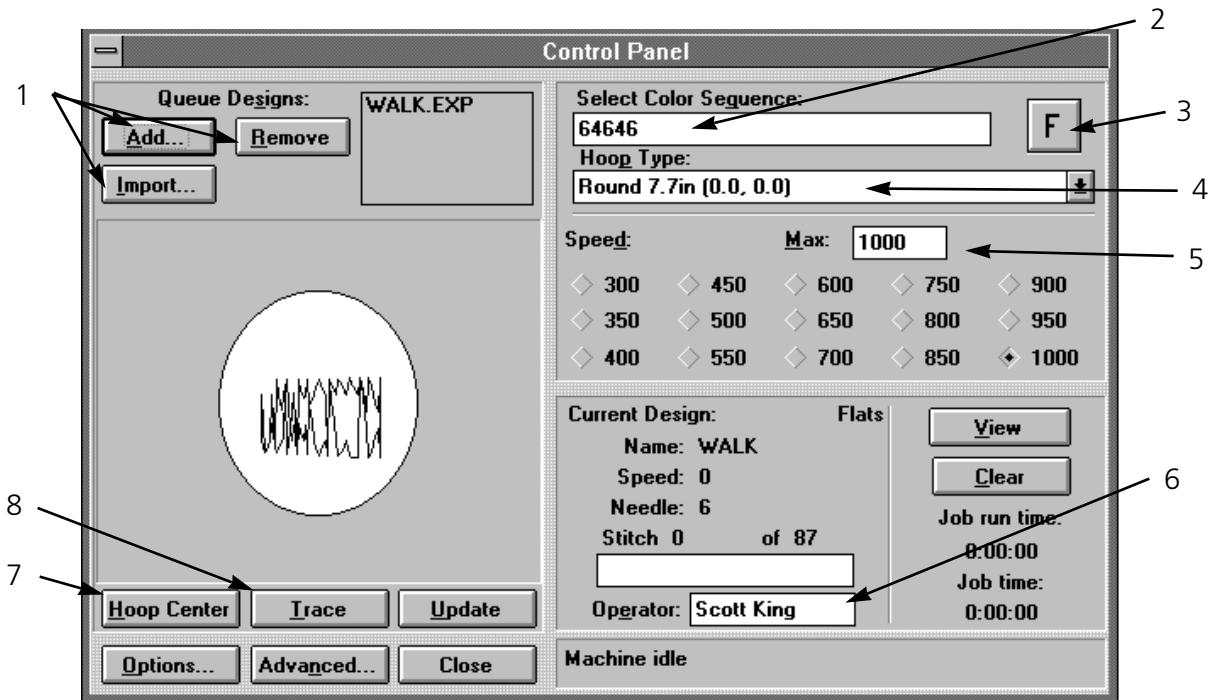 Control Panel
1
Queue Designs:
Add...
Remove
Import...
WALK.EXP
2
Select Color Sequence:
64646
F
3
Hoop Type:
Round 7.7in (0.0, 0.0)
4
Speed:
Max: 1000
5
300 450 600 750 900
350 500 650 800 950
400 550 700 850 1000
Current Design: Flats
Name: WALK
Speed: 0
Needle: 6
Stitch 0 of 87
Operator: Scott King
View
Clear
6
Job run time:
0:00:00
Job time:
0:00:00
8
7
Hoop Center Trace Update
Options... Advanced... Close
Machine idle